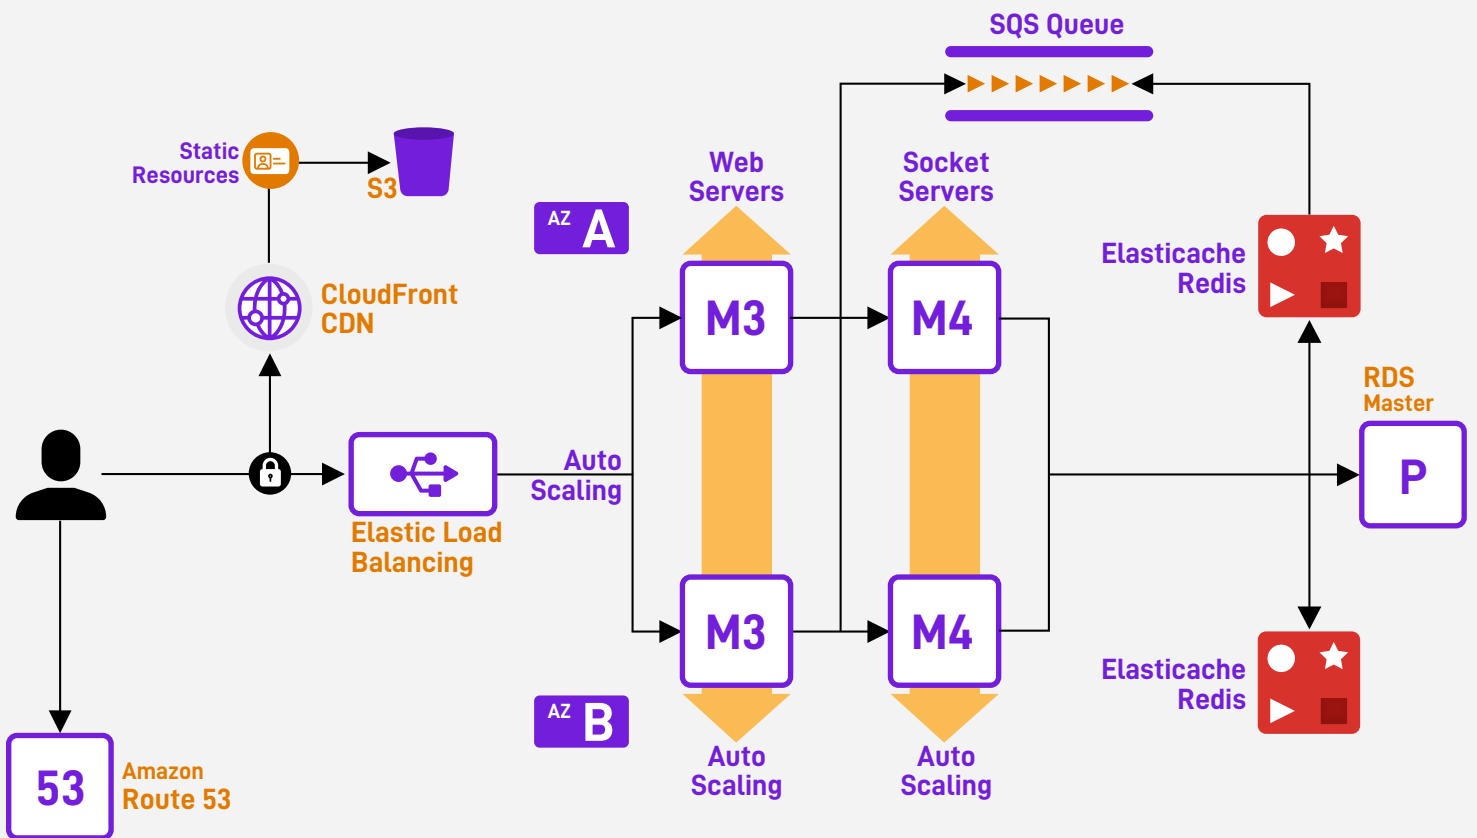 SQS Queue
Static
Resources
S3
Web
Servers
Socket
Servers
AZ A
M3
M4
Elasticache
Redis
CloudFront
CDN
RDS
Master
P
Auto
Scaling
Elastic Load
Balancing
M3
M4
Elasticache
Redis
AZ B
Auto
Scaling
Auto
Scaling
53
Amazon
Route 53